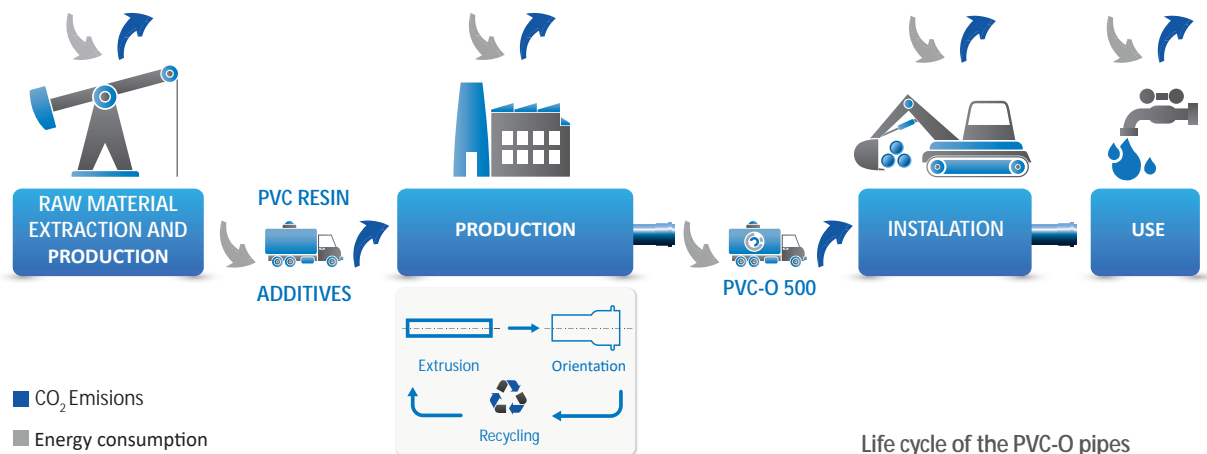 RAW MATERIAL
EXTRACTION AND
PRODUCTION
PVC RESIN
ADDITIVES
PRODUCTION
PVC-O 500
INSTALATION
USE
Extrusion
Orientation
Recycling
CO₂ Emisions
Energy consumption
Life cycle of the PVC-O pipes